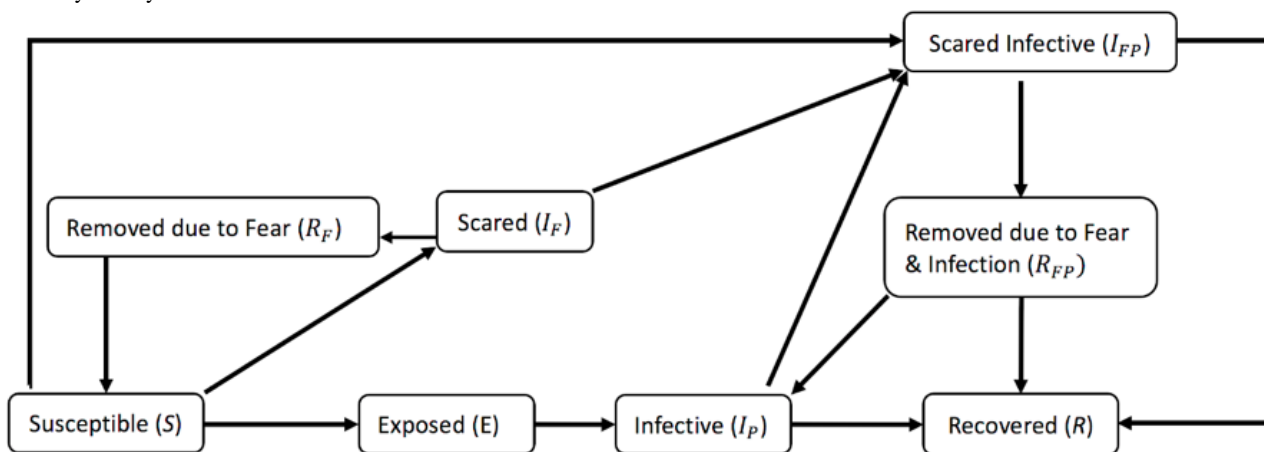 Scared Infective (I_FP)
Removed due to Fear (R_F)
Scared (I_F)
Removed due to Fear
& Infection (R_FP)
Susceptible (S)
Exposed (E)
Infective (I_P)
Recovered (R)